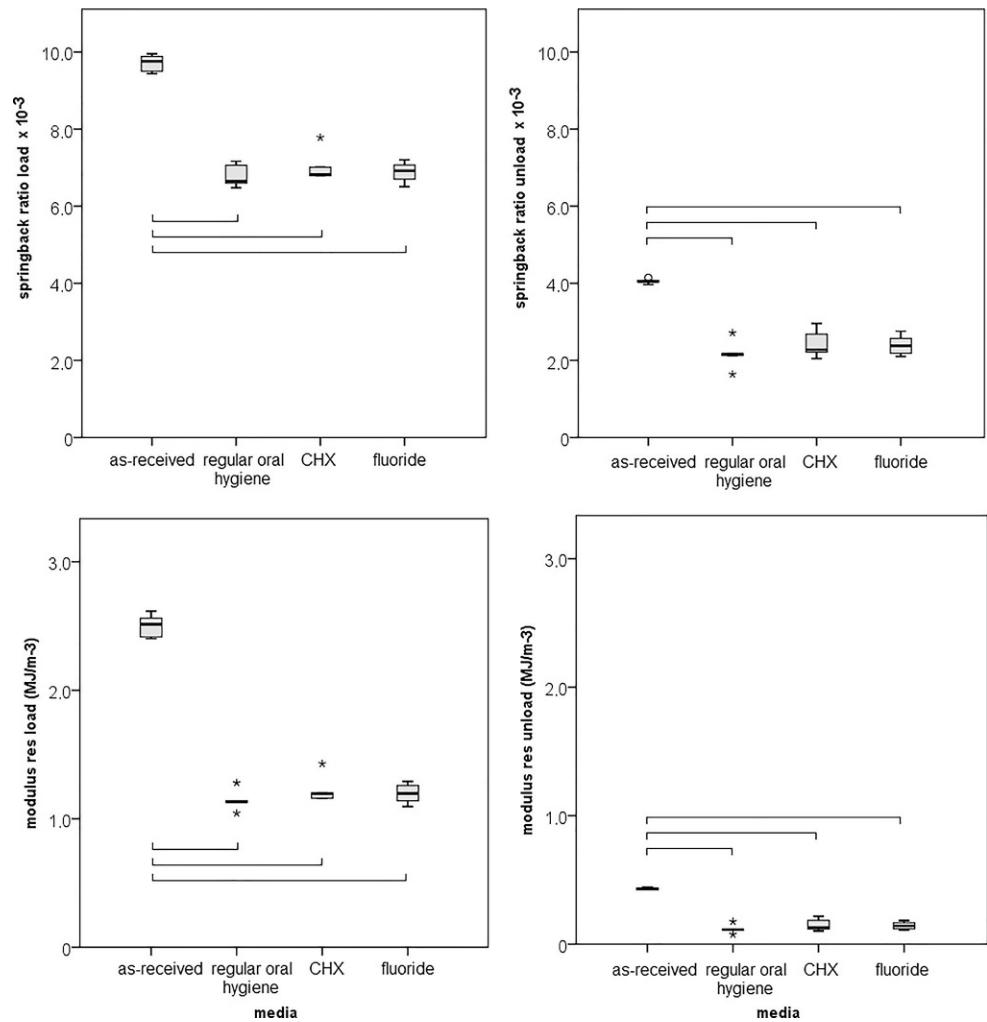 springback ratio load x 10-3
10.0
8.0
6.0
4.0
2.0
0
*
as-received regular oral hygiene CHX fluoride
springback ratio unload x 10-3
10.0
8.0
6.0
4.0
2.0
0
*
*
as-received regular oral hygiene CHX fluoride
modulus res load (MJ/m-3)
3.0
2.0
1.0
0
*
*
*
as-received regular oral hygiene CHX fluoride
media
modulus res unload (MJ/m-3)
3.0
2.0
1.0
0
*
*
as-received regular oral hygiene CHX fluoride
media